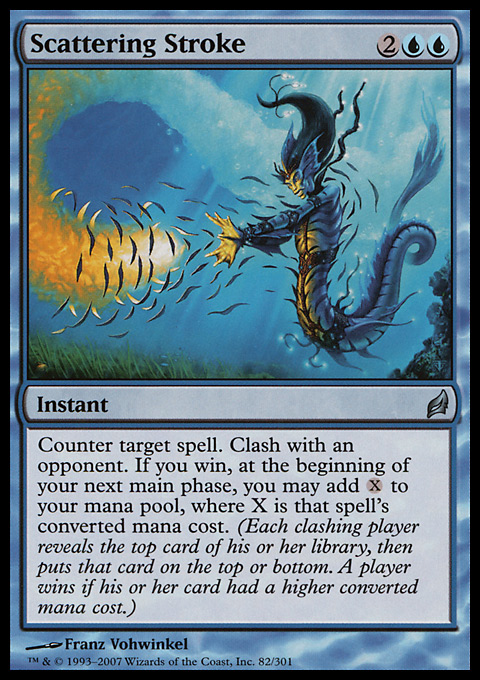 Scattering Stroke 2
Instant
Counter target spell. Clash with an
opponent. If you win, at the beginning of
your next main phase, you may add X to
your mana pool, where X is that spell's
converted mana cost. (Each clashing player
reveals the top card of his or her library, then
puts that card on the top or bottom. A player
wins if his or her card had a higher converted
mana cost.)
Franz Vohwinkel
™ & © 1993–2007 Wizards of the Coast, Inc. 82/301